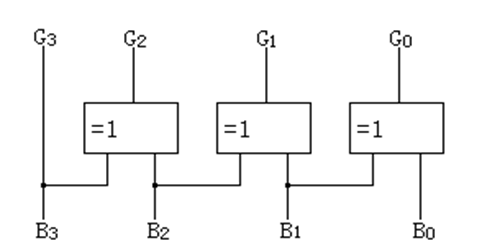 G3 G2 G1 G0
=1 =1 =1
B3 B2 B1 B0